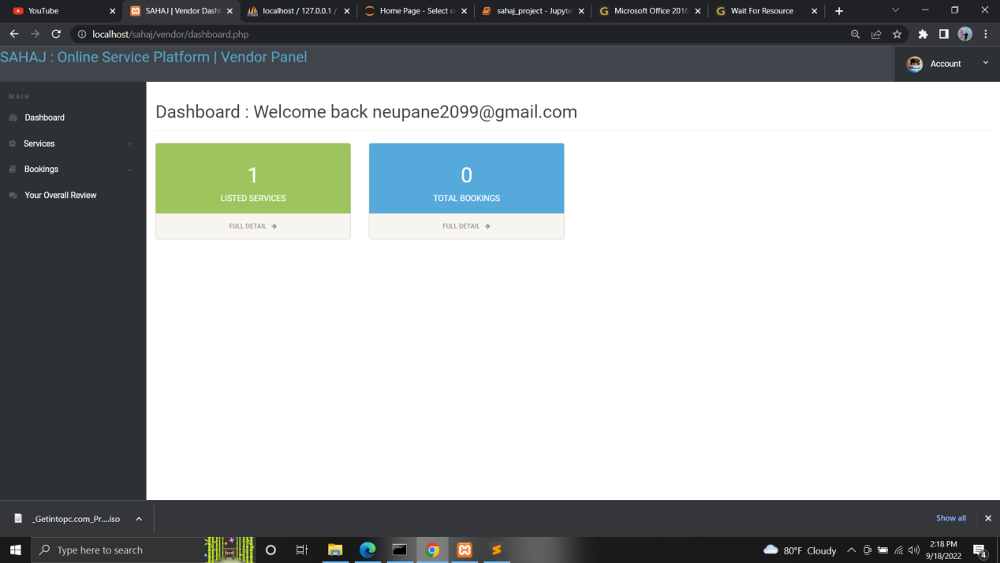 YouTube
SAHAJ | Vendor Dash
localhost / 127.0.0.1 /
Home Page - Select o
sahaj_project - Jupyte
Microsoft Office 2016
Wait For Resource
localhost/sahaj/vendor/dashboard.php
SAHAJ : Online Service Platform | Vendor Panel
Account
MAIN
Dashboard
Services
Bookings
Your Overall Review
Dashboard : Welcome back neupane2099@gmail.com
1
LISTED SERVICES
FULL DETAIL
0
TOTAL BOOKINGS
FULL DETAIL
_Getintopc.com_Pr....iso
Show all
Type here to search
80°F Cloudy
2:18 PM
9/18/2022
4